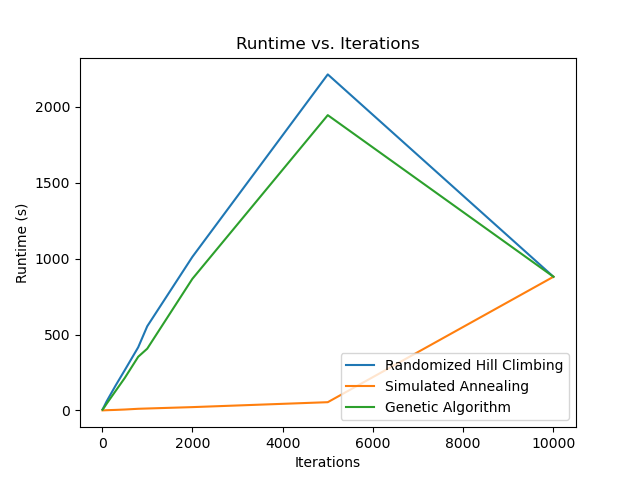 Runtime vs. Iterations
2000
1500
1000
500
0
Runtime (s)
Randomized Hill Climbing
Simulated Annealing
Genetic Algorithm
0 2000 4000 6000 8000 10000
Iterations